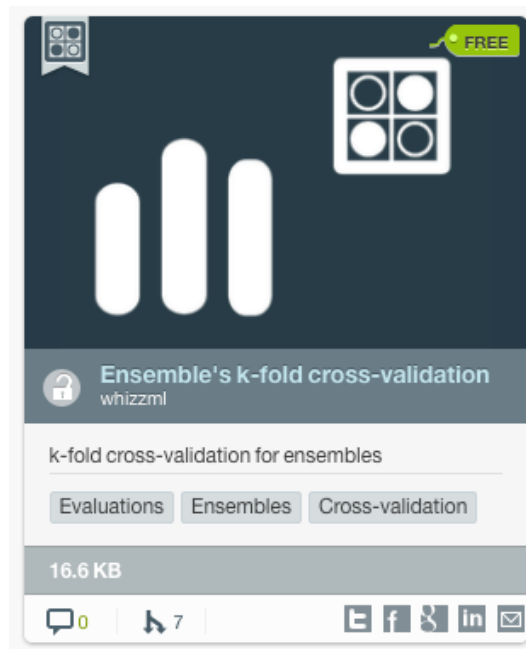 FREE
Ensemble's k-fold cross-validation
whizzml
k-fold cross-validation for ensembles
Evaluations Ensembles Cross-validation
16.6 KB
0 7